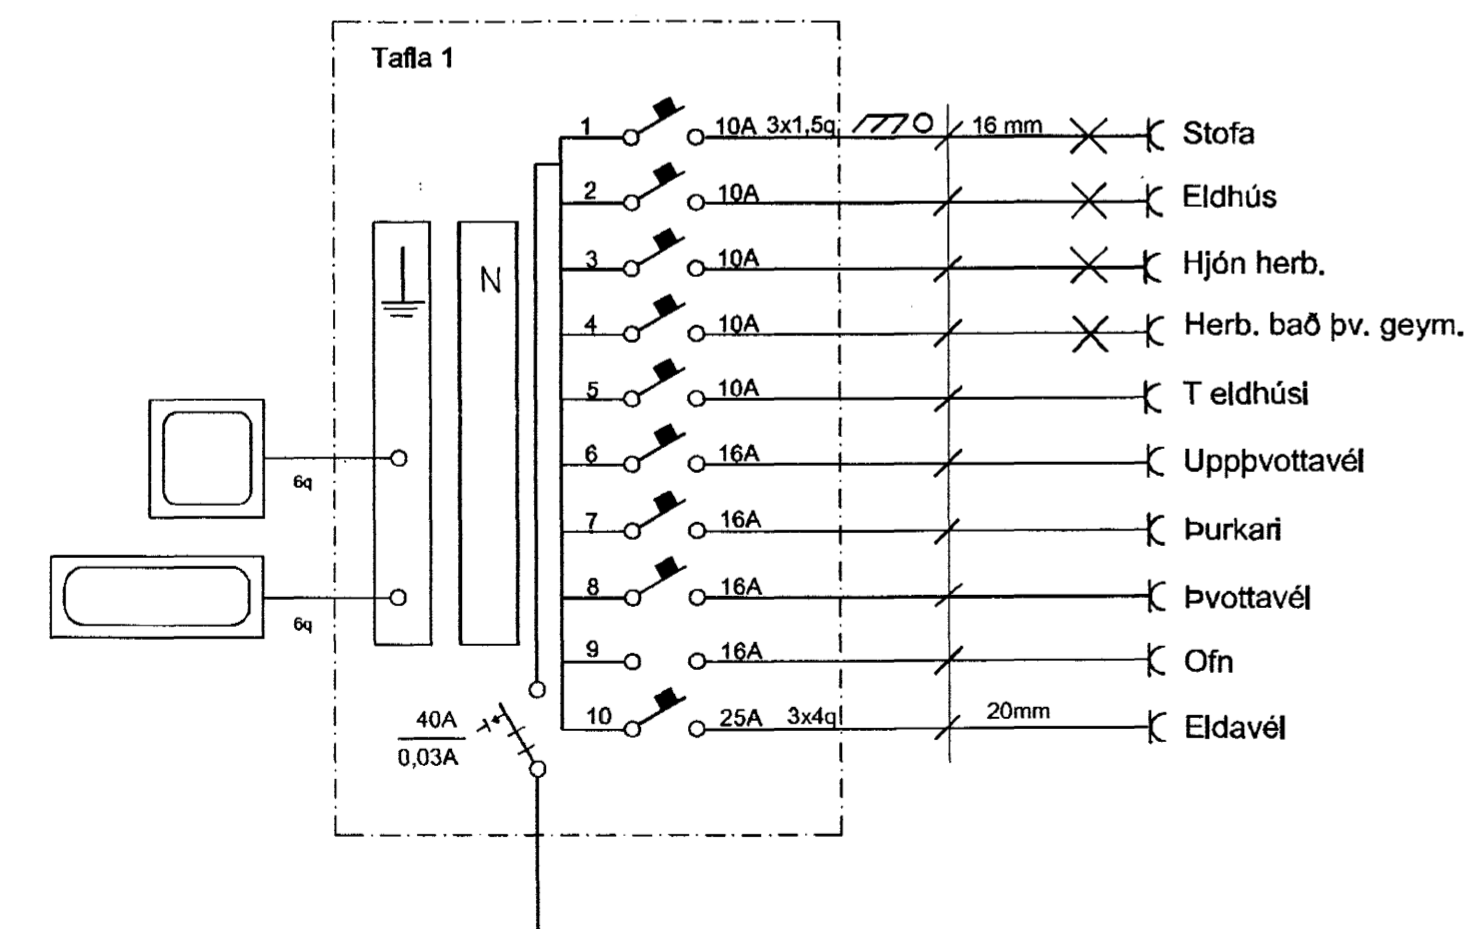 Tafla 1
1 10A 3x1,5q 16 mm Stofa
2 10A Eldhús
3 10A Hjón herb.
4 10A Herb. bað þv. geym.
5 10A T eldhúsi
6 16A Uppþvottavél
7 16A Þurkari
8 16A Þvottavél
9 16A Ofn
10 25A 3x4q 20mm Eldavél
N
6q
6q
40A
0,03A